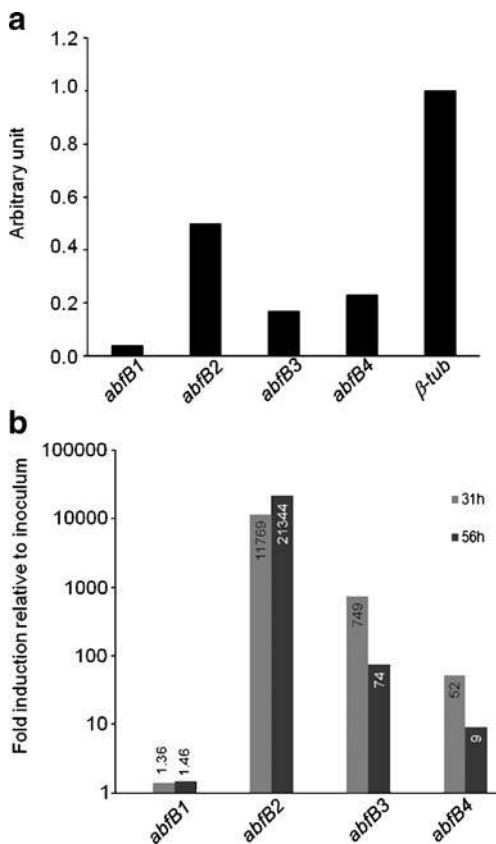 a
Arbitrary unit
1.2
1.0
0.8
0.6
0.4
0.2
0.0
abfB1 abfB2 abfB3 abfB4 β-tub
b
Fold induction relative to inoculum
100000
10000
1000
100
10
1
31h
56h
1.36 1.46 11769 21344 749 74 52 9
abfB1 abfB2 abfB3 abfB4